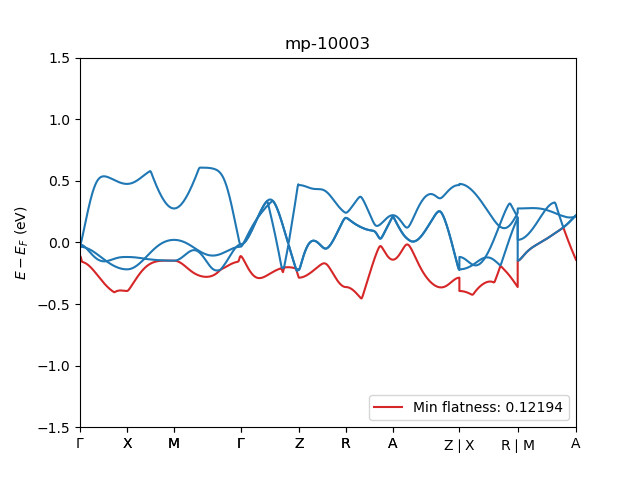 mp-10003
1.5
1.0
0.5
0.0
−0.5
−1.0
−1.5
E − E_F (eV)
Min flatness: 0.12194
Γ X M Γ Z R A Z | X R | M A